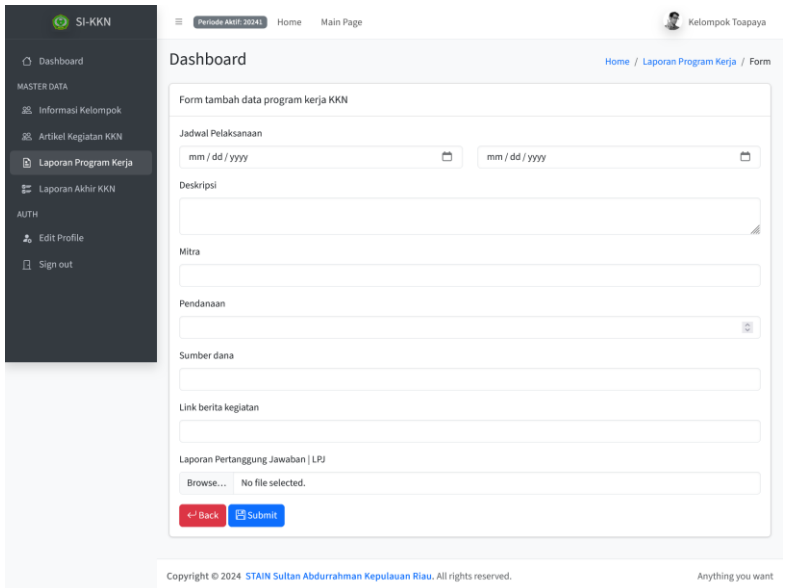 SI-KKN
Periode Aktif: 20241 Home Main Page Kelompok Toapaya
Dashboard
MASTER DATA
Informasi Kelompok
Artikel Kegiatan KKN
Laporan Program Kerja
Laporan Akhir KKN
AUTH
Edit Profile
Sign out
Dashboard
Home / Laporan Program Kerja / Form
Form tambah data program kerja KKN
Jadwal Pelaksanaan
mm / dd / yyyy mm / dd / yyyy
Deskripsi
Mitra
Pendanaan
Sumber dana
Link berita kegiatan
Laporan Pertanggung Jawaban | LPJ
Browse... No file selected.
Back Submit
Copyright © 2024 STAIN Sultan Abdurrahman Kepulauan Riau. All rights reserved. Anything you want